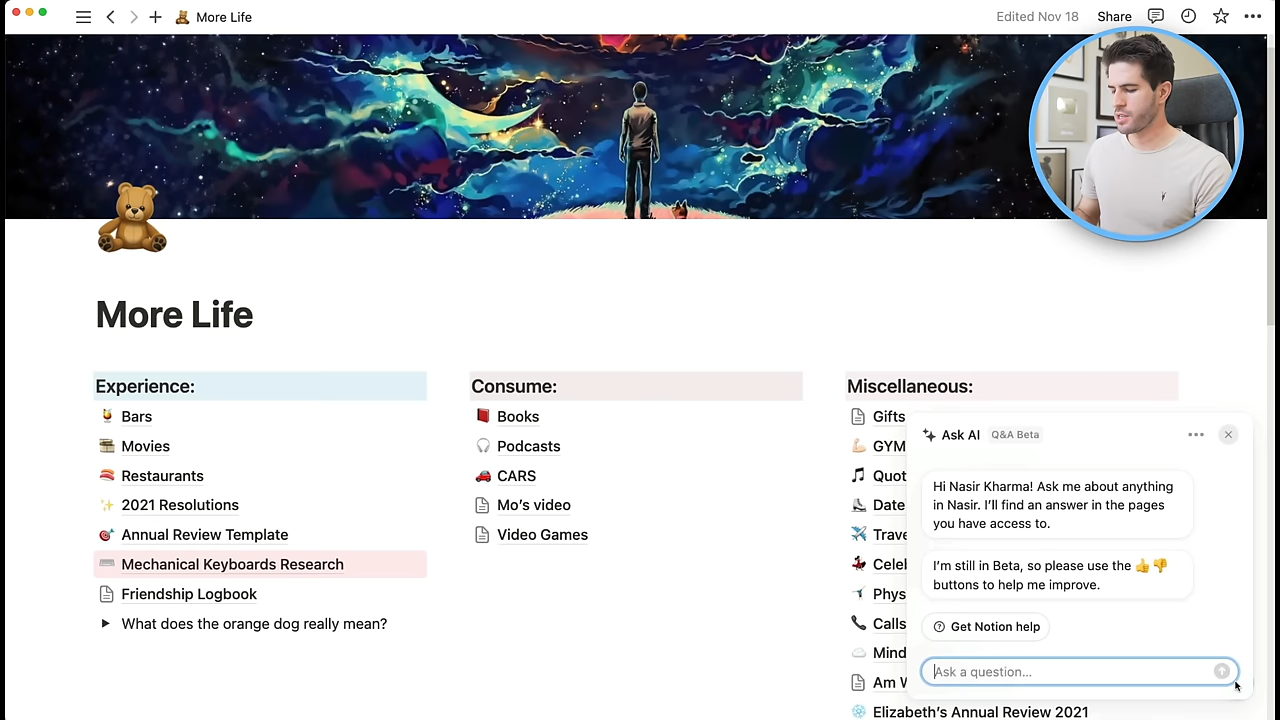 More Life
Edited Nov 18
Share
More Life
Experience:
Bars
Movies
Restaurants
2021 Resolutions
Annual Review Template
Mechanical Keyboards Research
Friendship Logbook
What does the orange dog really mean?
Consume:
Books
Podcasts
CARS
Mo's video
Video Games
Miscellaneous:
Gifts
GYM
Quot
Date
Trave
Celel
Phys
Calls
Mind
Am
Elizabeth's Annual Review 2021
Ask AI Q&A Beta
Hi Nasir Kharma! Ask me about anything
in Nasir. I'll find an answer in the pages
you have access to.
I'm still in Beta, so please use the 👍👎
buttons to help me improve.
Get Notion help
Ask a question...